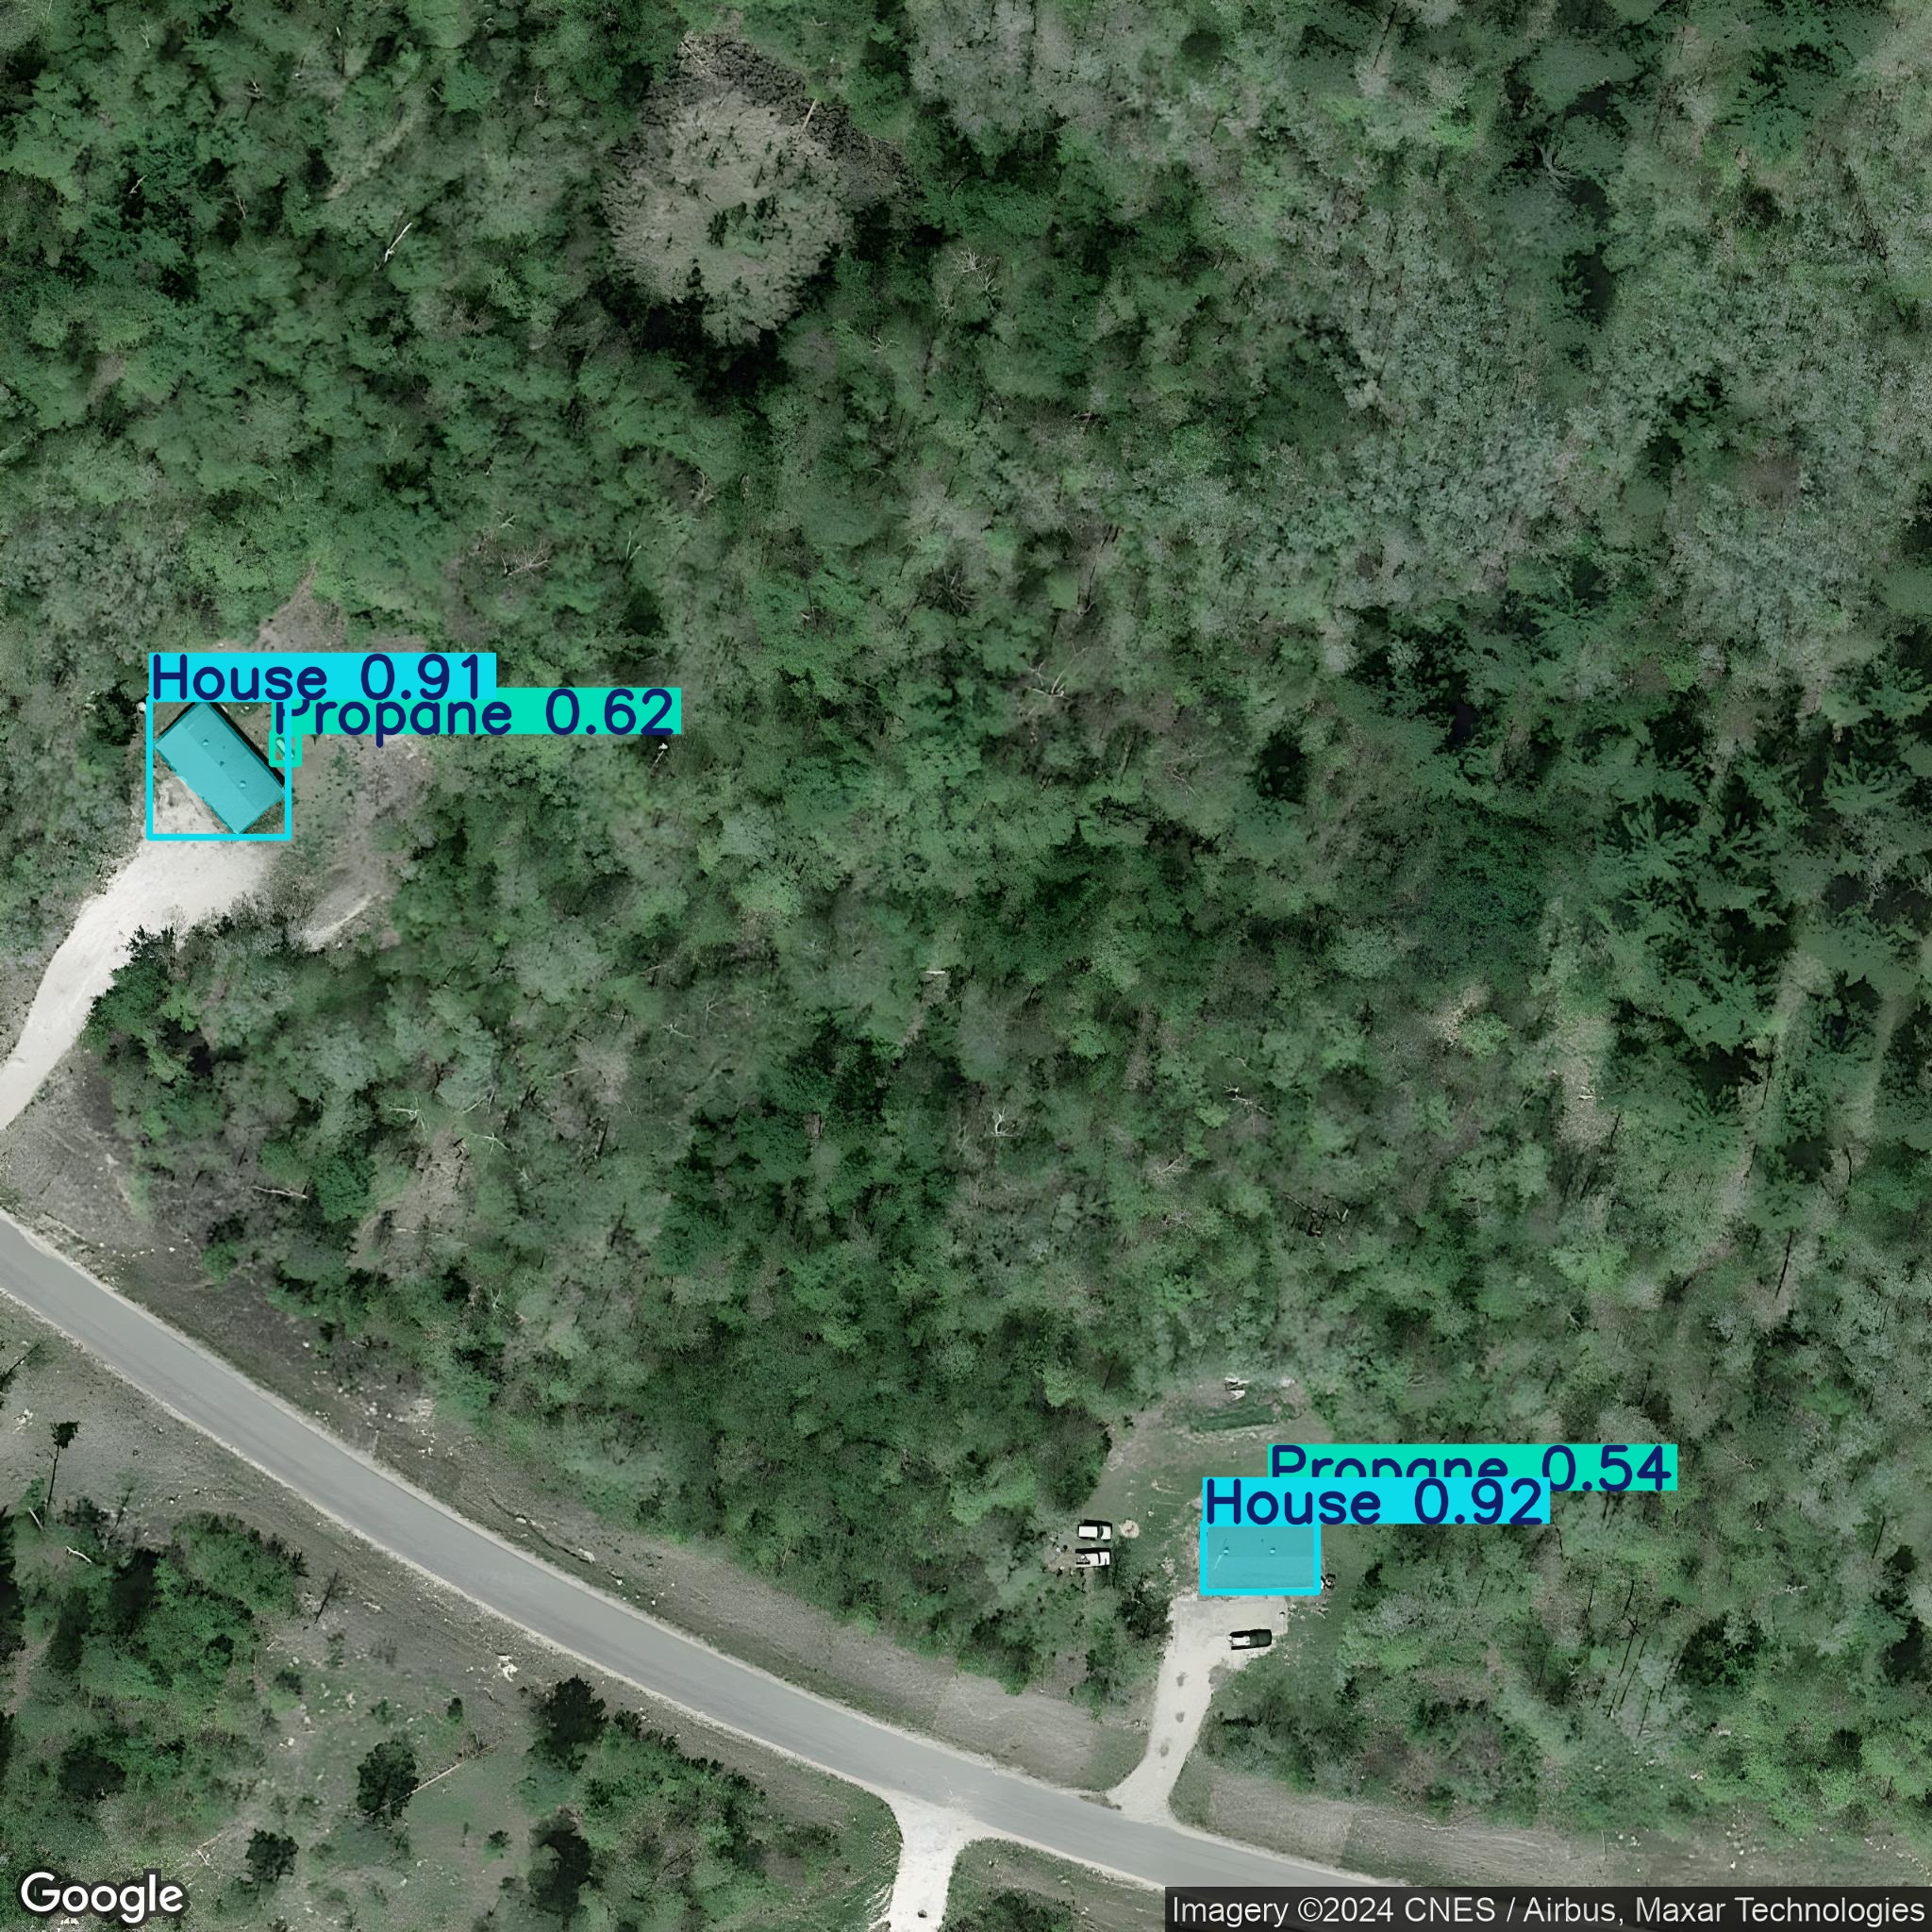 House 0.91
Propane 0.62
Propane 0.54
House 0.92
Google
Imagery ©2024 CNES / Airbus, Maxar Technologies